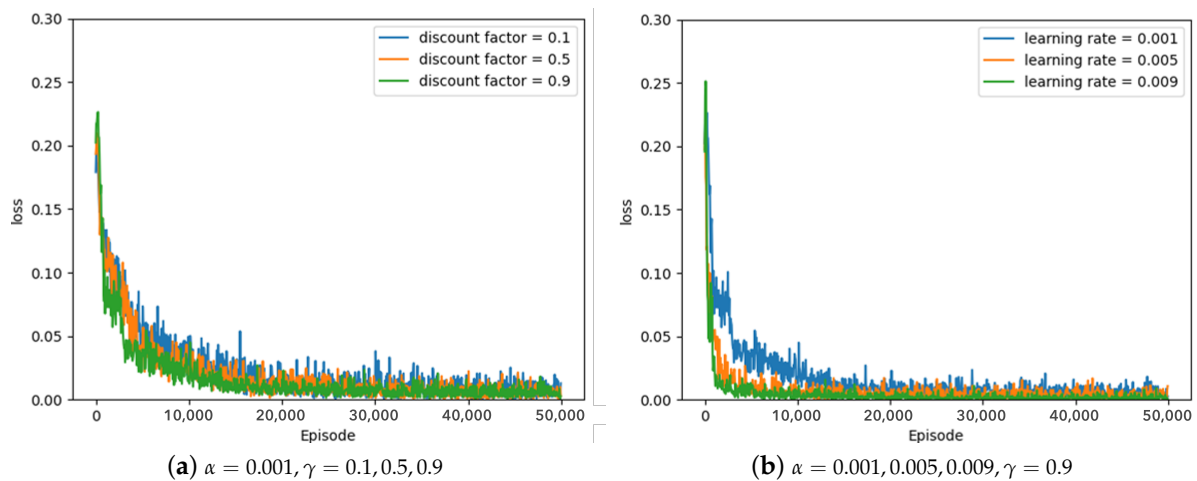 0.30
0.25
0.20
0.15
0.10
0.05
0.00
loss
discount factor = 0.1
discount factor = 0.5
discount factor = 0.9
0
10,000
20,000
30,000
40,000
50,000
Episode
(a) α = 0.001, γ = 0.1, 0.5, 0.9
0.30
0.25
0.20
0.15
0.10
0.05
0.00
loss
learning rate = 0.001
learning rate = 0.005
learning rate = 0.009
0
10,000
20,000
30,000
40,000
50,000
Episode
(b) α = 0.001, 0.005, 0.009, γ = 0.9